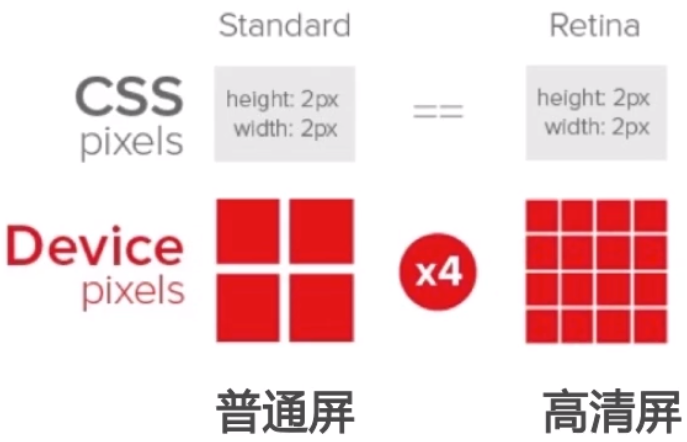 Standard
Retina
CSS
pixels
height: 2px
width: 2px
==
height: 2px
width: 2px
Device
pixels
x4
普通屏
高清屏